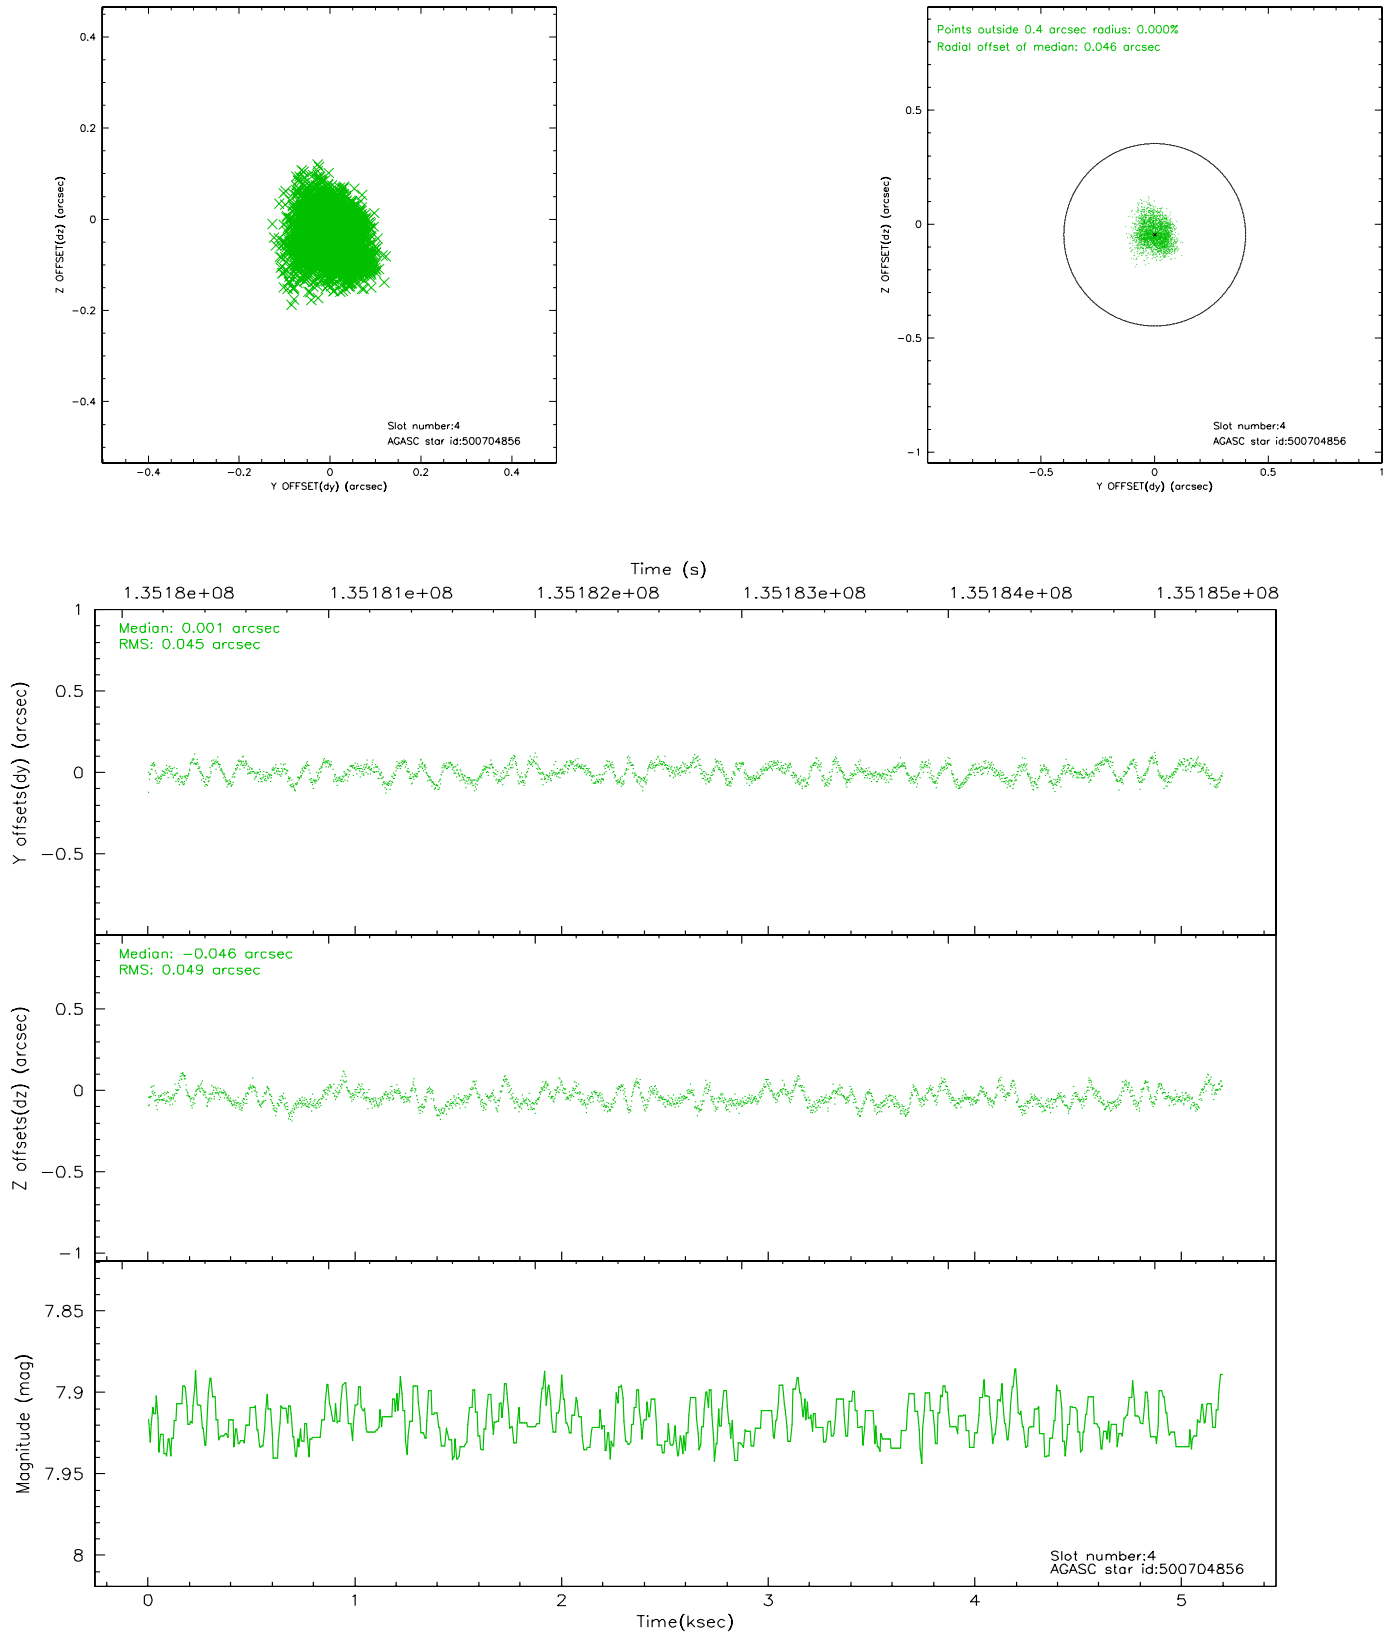 0.4
0.2
0
−0.2
−0.4
Z OFFSET(dz) (arcsec)
−0.4 −0.2 0 0.2 0.4
Y OFFSET(dy) (arcsec)
Slot number:4
AGASC star id:500704856
Points outside 0.4 arcsec radius: 0.000%
Radial offset of median: 0.046 arcsec
0.5
0
−0.5
−1
Z OFFSET(dz) (arcsec)
−0.5 0 0.5 1
Y OFFSET(dy) (arcsec)
Slot number:4
AGASC star id:500704856
Time (s)
1.3518e+08 1.35181e+08 1.35182e+08 1.35183e+08 1.35184e+08 1.35185e+08
Median: 0.001 arcsec
RMS: 0.045 arcsec
1
0.5
0
−0.5
Y offsets(dy) (arcsec)
Median: −0.046 arcsec
RMS: 0.049 arcsec
0.5
0
−0.5
−1
Z offsets(dz) (arcsec)
7.85
7.9
7.95
8
Magnitude (mag)
Slot number:4
AGASC star id:500704856
0 1 2 3 4 5
Time(ksec)